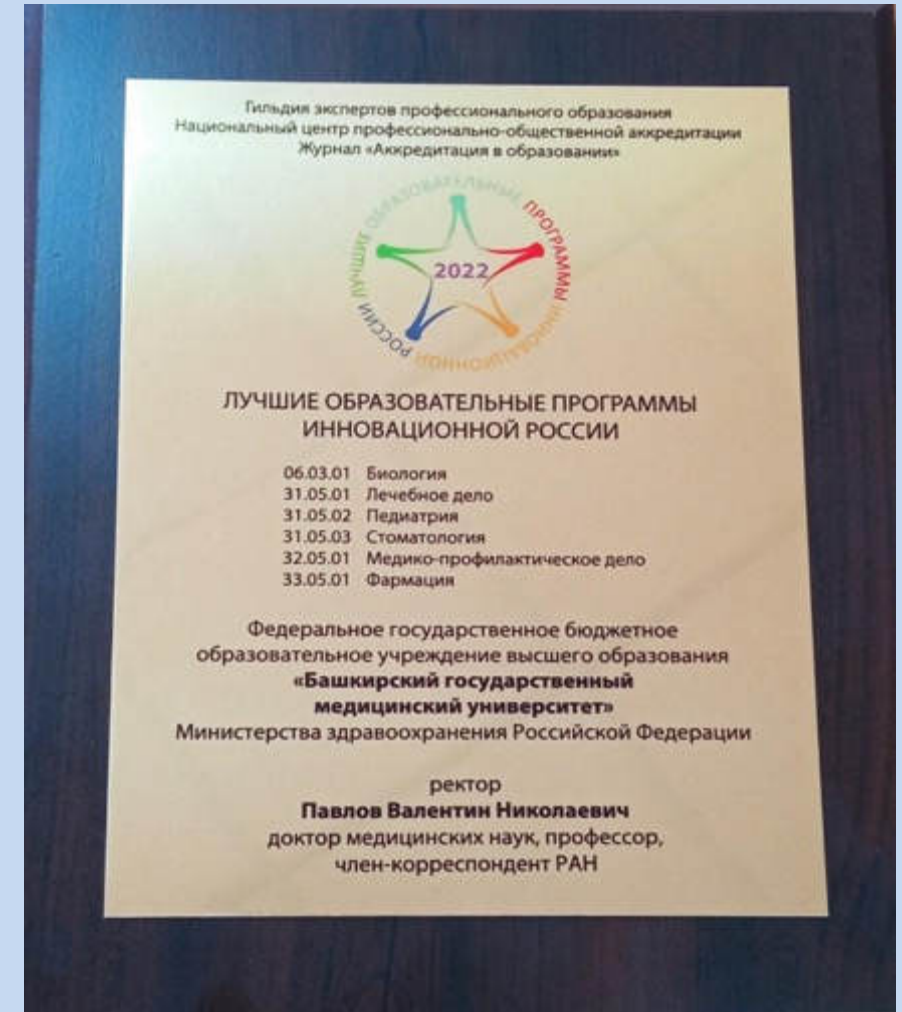 Гильдия экспертов профессионального образования
Национальный центр профессионально-общественной аккредитации
Журнал «Аккредитация в образовании»
ЛУЧШИЕ ОБРАЗОВАТЕЛЬНЫЕ ПРОГРАММЫ ИННОВАЦИОННОЙ РОССИИ
2022
ЛУЧШИЕ ОБРАЗОВАТЕЛЬНЫЕ ПРОГРАММЫ
ИННОВАЦИОННОЙ РОССИИ
06.03.01 Биология
31.05.01 Лечебное дело
31.05.02 Педиатрия
31.05.03 Стоматология
32.05.01 Медико-профилактическое дело
33.05.01 Фармация
Федеральное государственное бюджетное
образовательное учреждение высшего образования
«Башкирский государственный
медицинский университет»
Министерства здравоохранения Российской Федерации
ректор
Павлов Валентин Николаевич
доктор медицинских наук, профессор,
член-корреспондент РАН